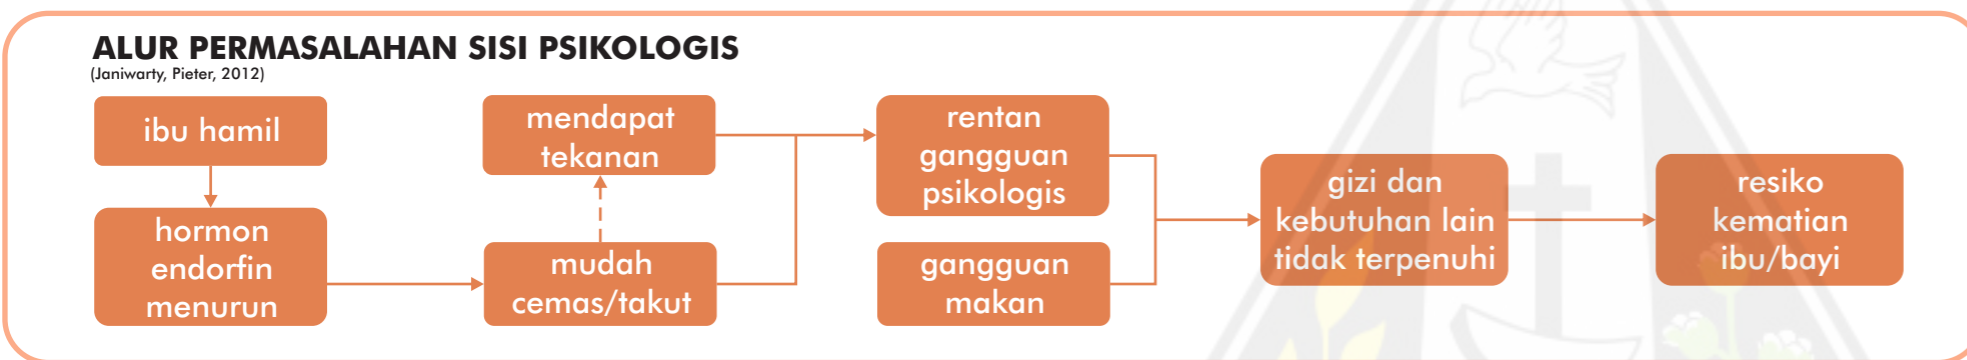 ALUR PERMASALAHAN SISI PSIKOLOGIS
(Janiwarty, Pieter, 2012)
ibu hamil
hormon
endorfin
menurun
mendapat
tekanan
mudah
cemas/takut
rentan
gangguan
psikologis
gangguan
makan
gizi dan
kebutuhan lain
tidak terpenuhi
resiko
kematian
ibu/bayi